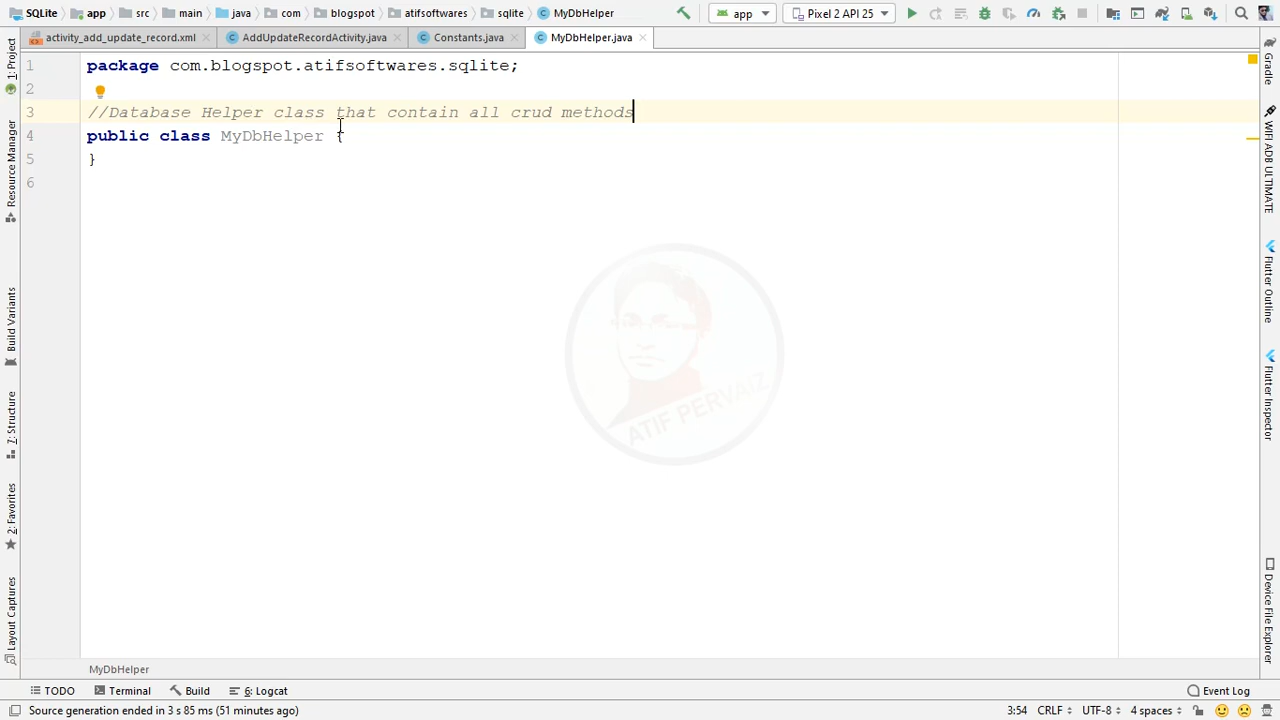 SQLite app src main java com blogspot atifsoftwares sqlite MyDbHelper app Pixel 2 API 25
activity_add_update_record.xml AddUpdateRecordActivity.java Constants.java MyDbHelper.java
1 package com.blogspot.atifsoftwares.sqlite;
2
3 //Database Helper class that contain all crud methods
4 public class MyDbHelper {
5 }
6
1: Project
Resource Manager
Build Variants
7: Structure
2: Favorites
Layout Captures
Gradle
WIFI ADB ULTIMATE
Flutter Outline
Flutter Inspector
Device File Explorer
ATIF PERVAIZ
MyDbHelper
TODO Terminal Build 6: Logcat Event Log
Source generation ended in 3 s 85 ms (51 minutes ago) 3:54 CRLF UTF-8 4 spaces